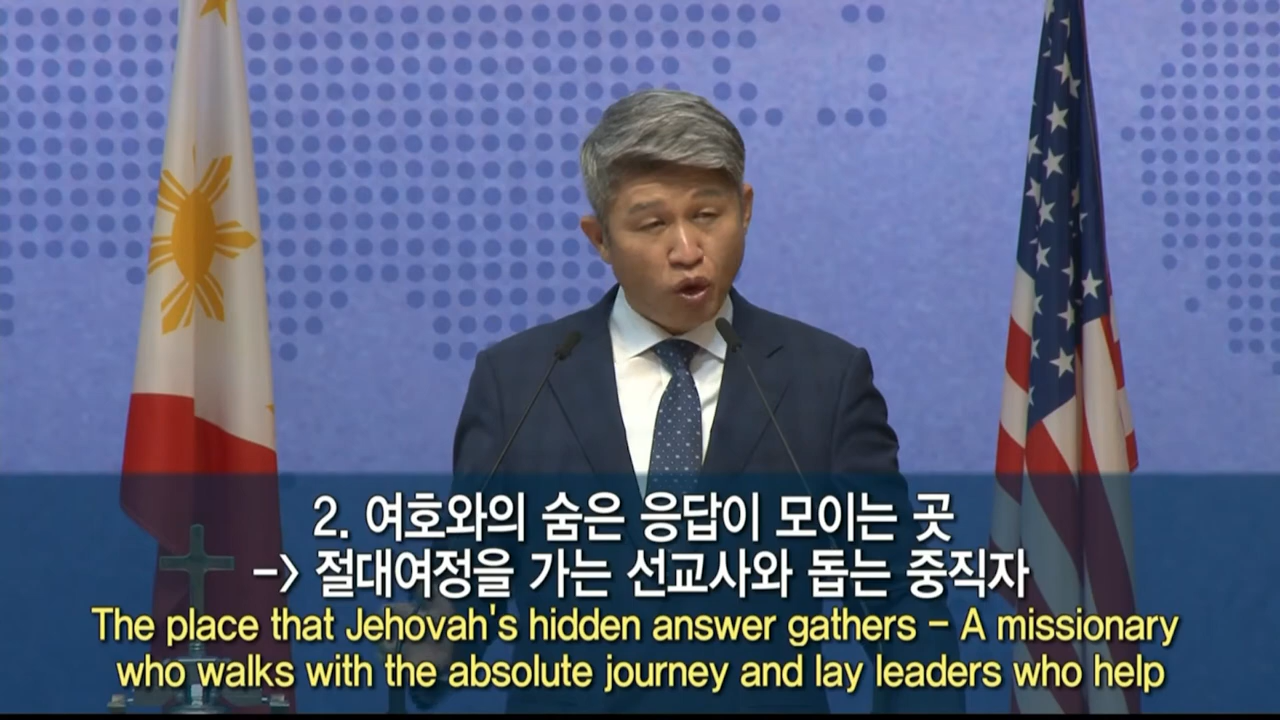 2. 여호와의 숨은 응답이 모이는 곳
-> 절대여정을 가는 선교사와 돕는 중직자
The place that Jehovah's hidden answer gathers - A missionary
who walks with the absolute journey and lay leaders who help